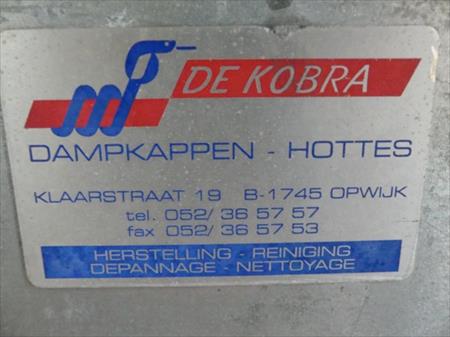 DE KOBRA
DAMPKAPPEN - HOTTES
KLAARSTRAAT 19 B-1745 OPWIJK
tel. 052/ 36 57 57
fax 052/ 36 57 53
HERSTELLING - REINIGING
DEPANNAGE - NETTOYAGE